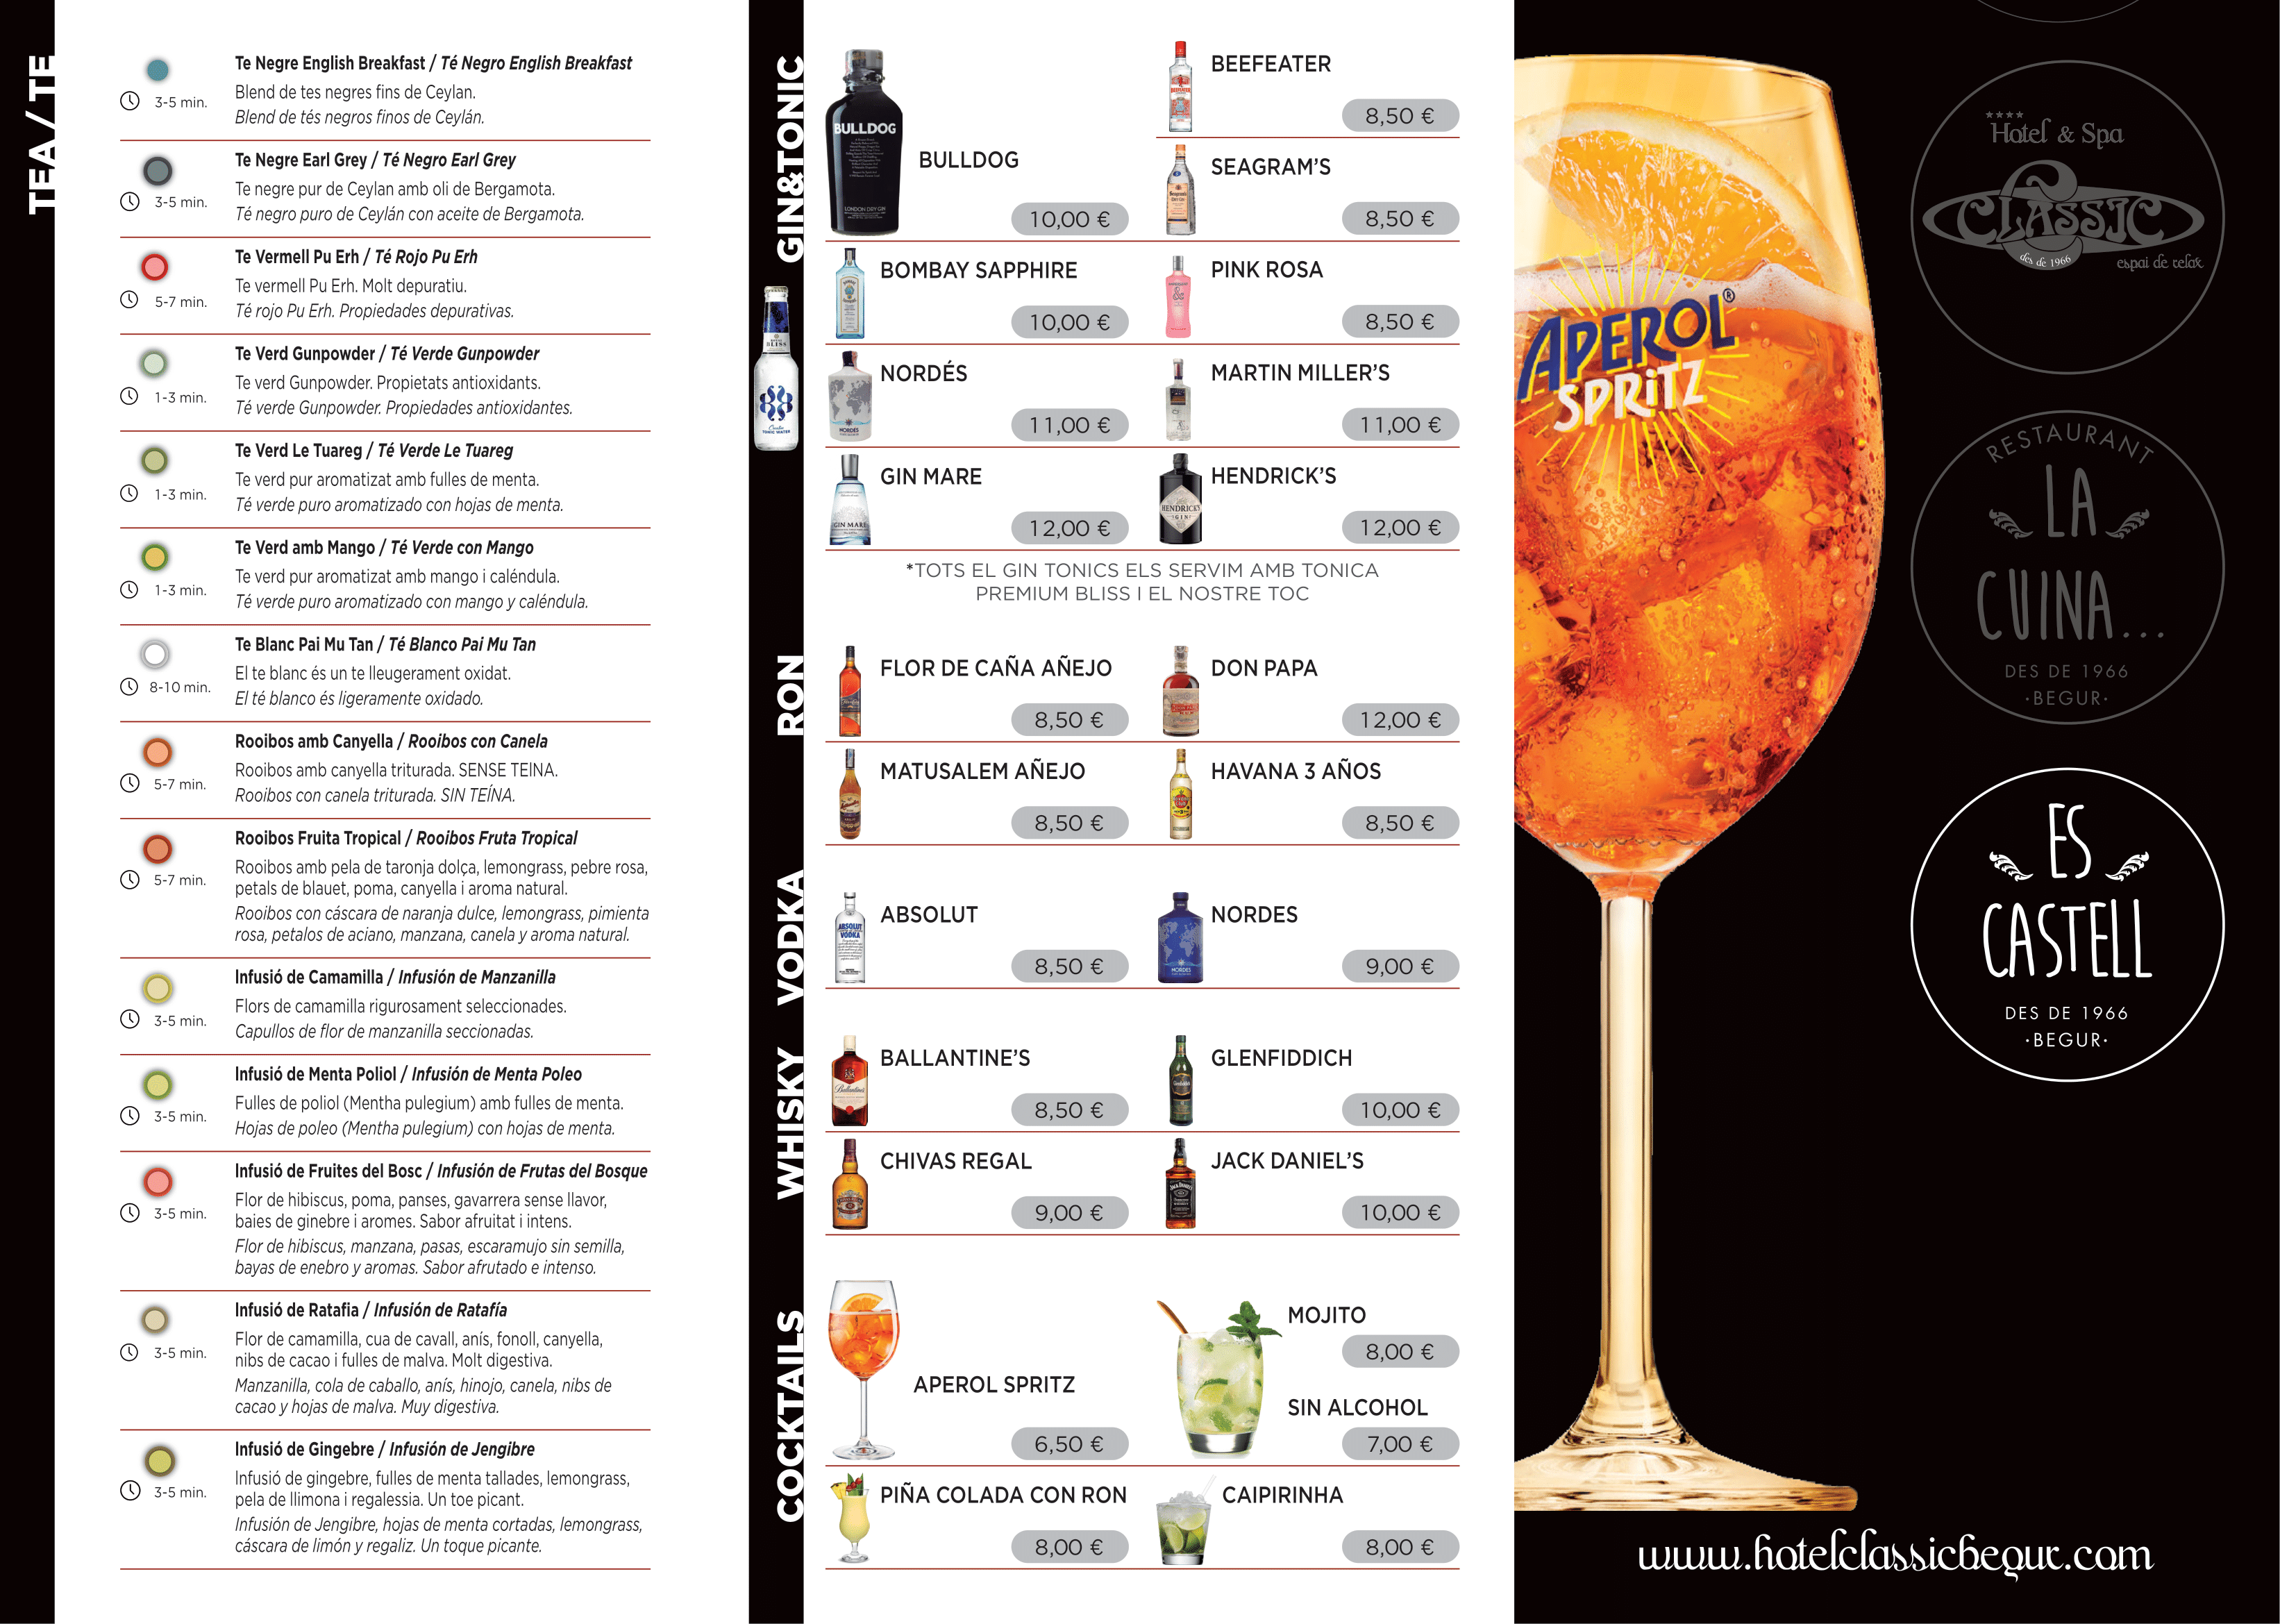 TEA / TE
Te Negre English Breakfast / Té Negro English Breakfast
3-5 min.
Blend de tes negres fins de Ceylan.
Blend de tés negros finos de Ceylán.
Te Negre Earl Grey / Té Negro Earl Grey
3-5 min.
Te negre pur de Ceylan amb oli de Bergamota.
Té negro puro de Ceylán con aceite de Bergamota.
Te Vermell Pu Erh / Té Rojo Pu Erh
5-7 min.
Te vermell Pu Erh. Molt depuratiu.
Té rojo Pu Erh. Propiedades depurativas.
Te Verd Gunpowder / Té Verde Gunpowder
1-3 min.
Te verd Gunpowder. Propietats antioxidants.
Té verde Gunpowder. Propiedades antioxidantes.
Te Verd Le Tuareg / Té Verde Le Tuareg
1-3 min.
Te verd pur aromatizat amb fulles de menta.
Té verde puro aromatizado con hojas de menta.
Te Verd amb Mango / Té Verde con Mango
1-3 min.
Te verd pur aromatizat amb mango i caléndula.
Té verde puro aromatizado con mango y caléndula.
Te Blanc Pai Mu Tan / Té Blanco Pai Mu Tan
8-10 min.
El te blanc és un te lleugerament oxidat.
El té blanco és ligeramente oxidado.
Rooibos amb Canyella / Rooibos con Canela
5-7 min.
Rooibos amb canyella triturada. SENSE TEINA.
Rooibos con canela triturada. SIN TEÍNA.
Rooibos Fruita Tropical / Rooibos Fruta Tropical
5-7 min.
Rooibos amb pela de taronja dolça, lemongrass, pebre rosa,
petals de blauet, poma, canyella i aroma natural.
Rooibos con cáscara de naranja dulce, lemongrass, pimienta
rosa, petalos de aciano, manzana, canela y aroma natural.
Infusió de Camamilla / Infusión de Manzanilla
3-5 min.
Flors de camamilla rigurosament seleccionades.
Capullos de flor de manzanilla seccionadas.
Infusió de Menta Poliol / Infusión de Menta Poleo
3-5 min.
Fulles de poliol (Mentha pulegium) amb fulles de menta.
Hojas de poleo (Mentha pulegium) con hojas de menta.
Infusió de Fruites del Bosc / Infusión de Frutas del Bosque
3-5 min.
Flor de hibiscus, poma, panses, gavarrera sense llavor,
baies de ginebre i aromes. Sabor afruitat i intens.
Flor de hibiscus, manzana, pasas, escaramujo sin semilla,
bayas de enebro y aromas. Sabor afrutado e intenso.
Infusió de Ratafia / Infusión de Ratafía
3-5 min.
Flor de camamilla, cua de cavall, anís, fonoll, canyella,
nibs de cacao i fulles de malva. Molt digestiva.
Manzanilla, cola de caballo, anís, hinojo, canela, nibs de
cacao y hojas de malva. Muy digestiva.
Infusió de Gingebre / Infusión de Jengibre
3-5 min.
Infusió de gingebre, fulles de menta tallades, lemongrass,
pela de llimona i regalessia. Un toe picant.
Infusión de Jengibre, hojas de menta cortadas, lemongrass,
cáscara de limón y regaliz. Un toque picante.
GIN&TONIC
BULLDOG
LONDON DRY GIN
BULLDOG
10,00 €
BEEFEATER
8,50 €
SEAGRAM'S
8,50 €
BOMBAY SAPPHIRE
10,00 €
PINK ROSA
8,50 €
BLISS
TONIC WATER
NORDÉS
NORDÉS
11,00 €
MARTIN MILLER'S
11,00 €
GIN MARE
GIN MARE
12,00 €
HENDRICK'S
GIN
HENDRICK'S
12,00 €
*TOTS EL GIN TONICS ELS SERVIM AMB TONICA
PREMIUM BLISS I EL NOSTRE TOC
RON
FLOR DE CAÑA AÑEJO
8,50 €
DON PAPA
12,00 €
MATUSALEM AÑEJO
8,50 €
HAVANA 3 AÑOS
8,50 €
VODKA
ABSOLUT
VODKA
ABSOLUT
8,50 €
NORDÉS
NORDES
9,00 €
WHISKY
Ballantine's
BALLANTINE'S
8,50 €
GLENFIDDICH
10,00 €
CHIVAS REGAL
9,00 €
JACK DANIEL'S
10,00 €
COCKTAILS
APEROL SPRITZ
6,50 €
MOJITO
8,00 €
SIN ALCOHOL
7,00 €
PIÑA COLADA CON RON
8,00 €
CAIPIRINHA
8,00 €
APEROL®
SPRiTZ
Hotel & Spa
CLASSIC
des de 1966
espai de relax
RESTAURANT
LA
CUINA...
DES DE 1966
·BEGUR·
ES
CASTELL
DES DE 1966
·BEGUR·
www.hotelclassicbegur.com